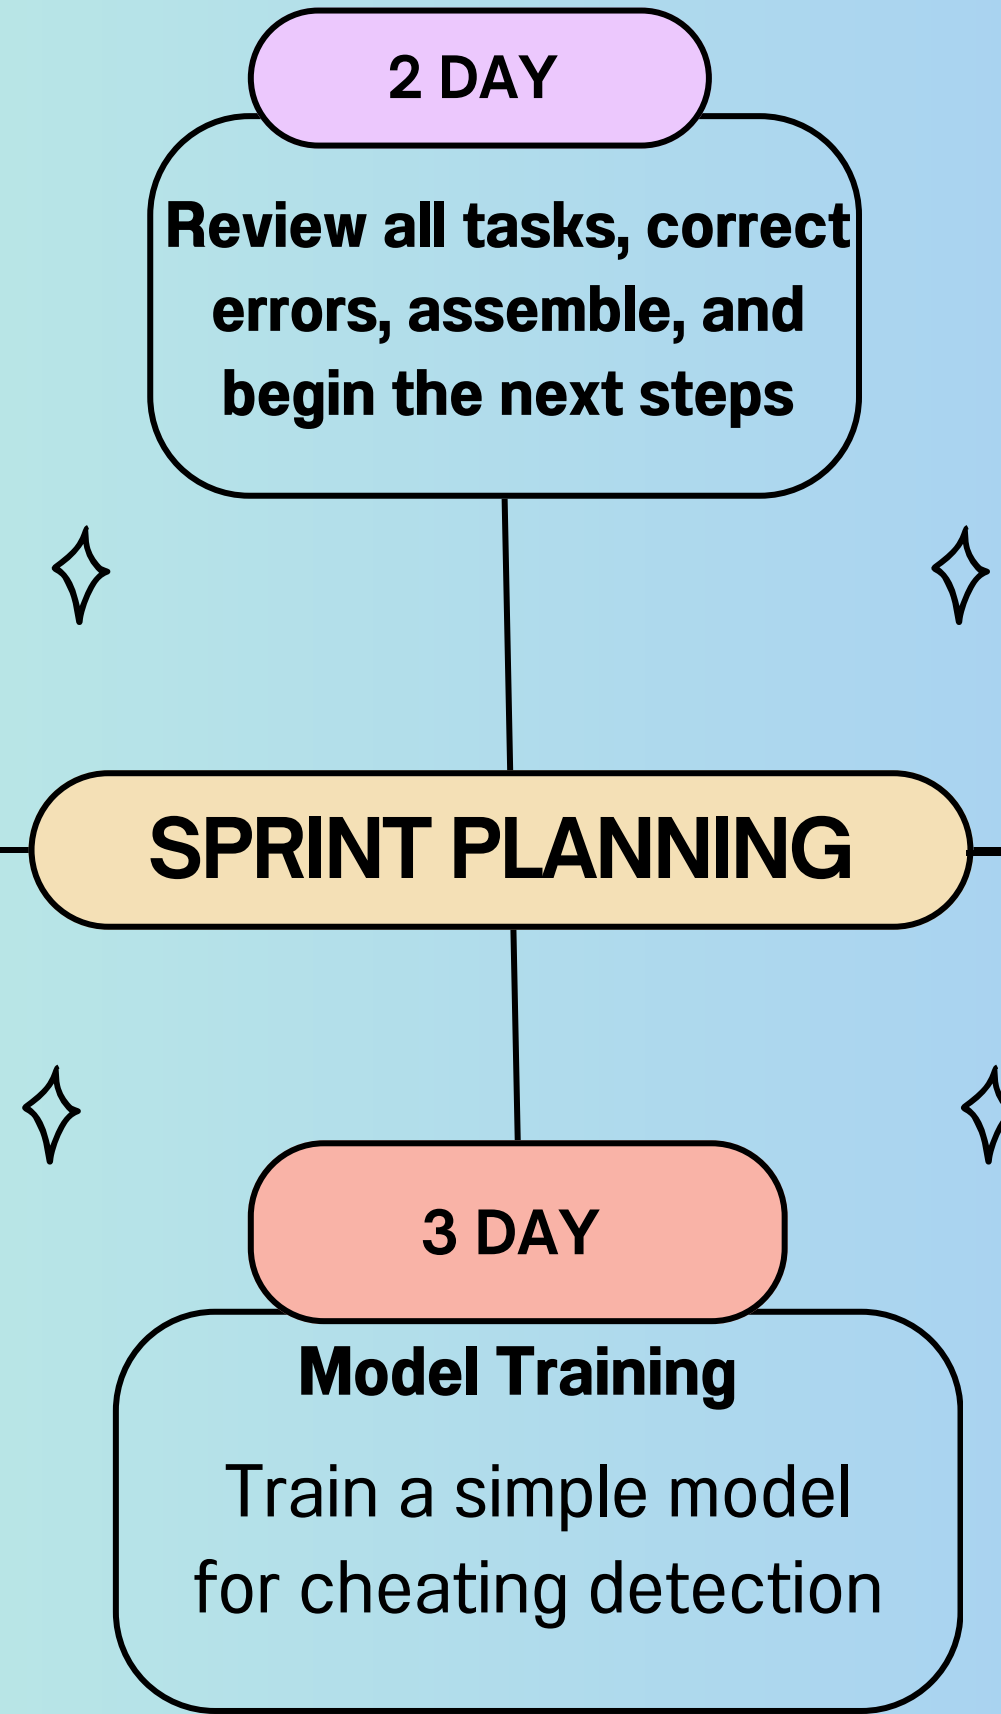 2 DAY
Review all tasks, correct
errors, assemble, and
begin the next steps
SPRINT PLANNING
3 DAY
Model Training
Train a simple model
for cheating detection